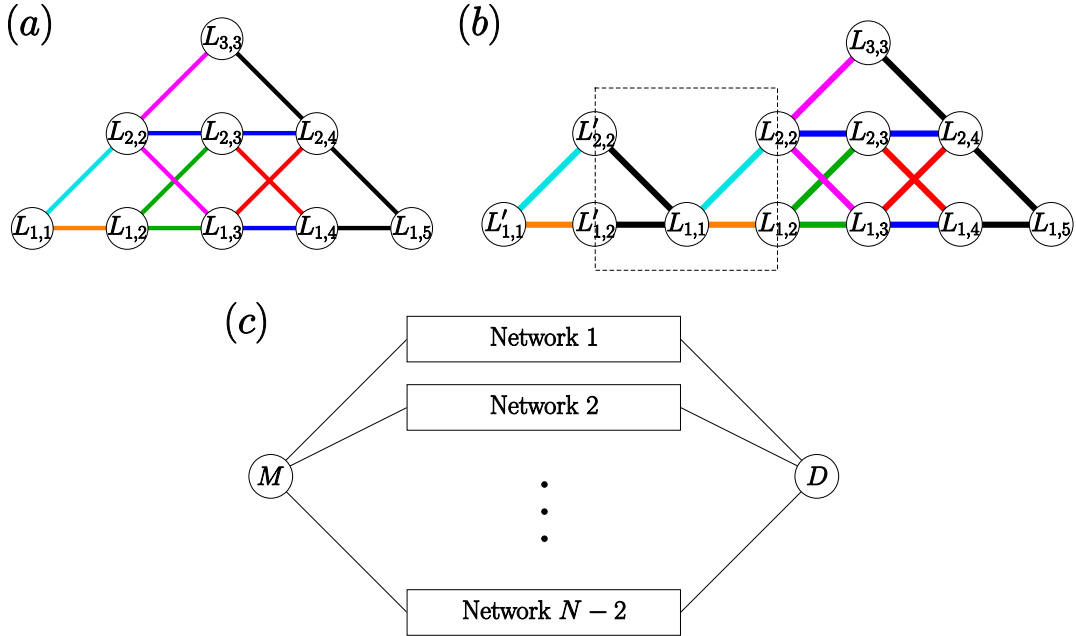 (a)
L3,3
L2,2 L2,3 L2,4
L1,1 L1,2 L1,3 L1,4 L1,5
(b)
L3,3
L′2,2 L2,2 L2,3 L2,4
L′1,1 L′1,2 L1,1 L1,2 L1,3 L1,4 L1,5
(c)
Network 1
Network 2
M D
Network N − 2